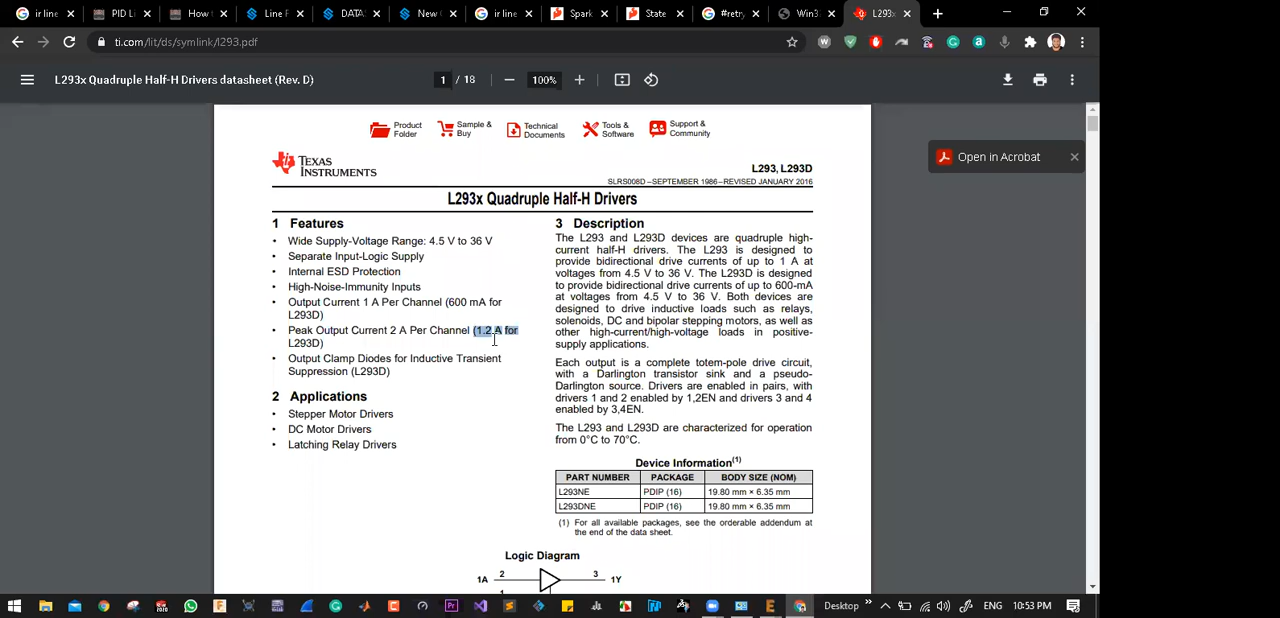 ir line
PID Li
How t
Line F
DATA
New C
ir line
Spark
State
#retry
Win3
L293x
ti.com/lit/ds/symlink/l293.pdf
L293x Quadruple Half-H Drivers datasheet (Rev. D)
1 / 18
100%
Product
Folder
Sample &
Buy
Technical
Documents
Tools &
Software
Support &
Community
Open in Acrobat
TEXAS
INSTRUMENTS
L293, L293D
SLRS008D–SEPTEMBER 1986–REVISED JANUARY 2016
L293x Quadruple Half-H Drivers
1 Features
• Wide Supply-Voltage Range: 4.5 V to 36 V
• Separate Input-Logic Supply
• Internal ESD Protection
• High-Noise-Immunity Inputs
• Output Current 1 A Per Channel (600 mA for
L293D)
• Peak Output Current 2 A Per Channel (1.2 A for
L293D)
• Output Clamp Diodes for Inductive Transient
Suppression (L293D)
2 Applications
• Stepper Motor Drivers
• DC Motor Drivers
• Latching Relay Drivers
3 Description
The L293 and L293D devices are quadruple high-
current half-H drivers. The L293 is designed to
provide bidirectional drive currents of up to 1 A at
voltages from 4.5 V to 36 V. The L293D is designed
to provide bidirectional drive currents of up to 600-mA
at voltages from 4.5 V to 36 V. Both devices are
designed to drive inductive loads such as relays,
solenoids, DC and bipolar stepping motors, as well as
other high-current/high-voltage loads in positive-
supply applications.
Each output is a complete totem-pole drive circuit,
with a Darlington transistor sink and a pseudo-
Darlington source. Drivers are enabled in pairs, with
drivers 1 and 2 enabled by 1,2EN and drivers 3 and 4
enabled by 3,4EN.
The L293 and L293D are characterized for operation
from 0°C to 70°C.
Device Information(1)
PART NUMBER PACKAGE BODY SIZE (NOM)
L293NE PDIP (16) 19.80 mm × 6.35 mm
L293DNE PDIP (16) 19.80 mm × 6.35 mm
(1) For all available packages, see the orderable addendum at
the end of the data sheet.
Logic Diagram
1A 2 3 1Y
Desktop
ENG
10:53 PM